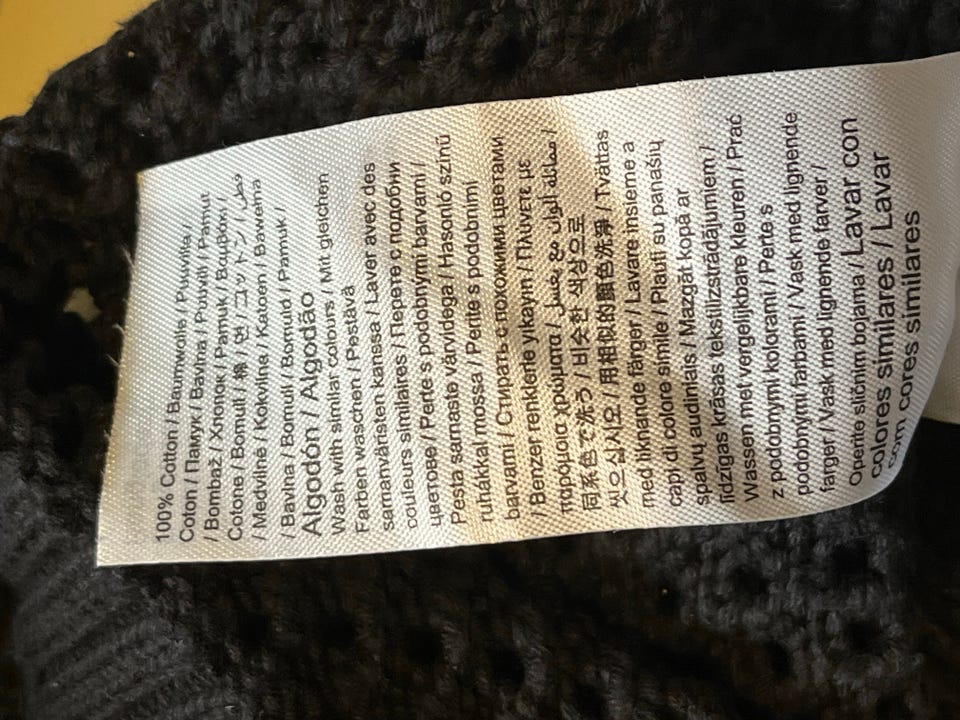 100% Cotton / Baumwolle / Puuvilla /
Coton / Памук / Bavlna / Puuvill / Pamut
/ Bombaž / Хлопок / Pamuk / Βαμβάκι /
Cotone / Bomull / 棉 / 면 / コットン / قطن
/ Medvilnė / Kokvilna / Katoen / Bawełna
/ Bavlna / Bomull / Bomuld / Pamuk /
Algodón / Algodão
Wash with similar colours / Mit gleichen
Farben waschen / Pestävä
samanväristen kanssa / Laver avec des
couleurs similaires / Перете с подобни
цветове / Perte s podobnými barvami /
Pesta samaste värvidega / Hasonló színű
ruhákkal mossa / Perite s podobnimi
barvami / Стирать с похожими цветами
/ Benzer renklerle yıkayın / Πλύνετε με
παρόμοια χρώματα / يغسل مع ألوان مماثلة /
同系色で洗う / 비슷한 색상으로
씻으십시오 / 用相似的顏色洗淨 / Tvättas
med liknande färger / Lavare insieme a
capi di colore simile / Plauti su panašių
spalvų audiniais / Mazgāt kopā ar
līdzīgas krāsas tekstilizstrādājumiem /
Wassen met vergelijkbare kleuren / Prać
z podobnymi kolorami / Perte s
podobnými farbami / Vask med lignende
farger / Vask med lignende farver /
Operite sličnim bojama / Lavar con
colores similares / Lavar
com cores similares